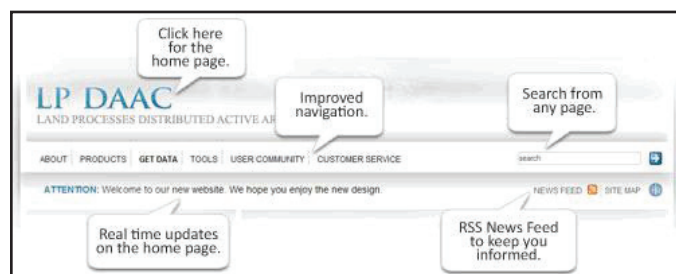 Click here
for the
home page.
LP DAAC
LAND PROCESSES DISTRIBUTED ACTIVE AR
Improved
navigation.
Search from
any page.
ABOUT PRODUCTS GET DATA TOOLS USER COMMUNITY CUSTOMER SERVICE
search
ATTENTION: Welcome to our new website. We hope you enjoy the new design.
NEWS FEED SITE MAP
Real time updates
on the home page.
RSS News Feed
to keep you
informed.